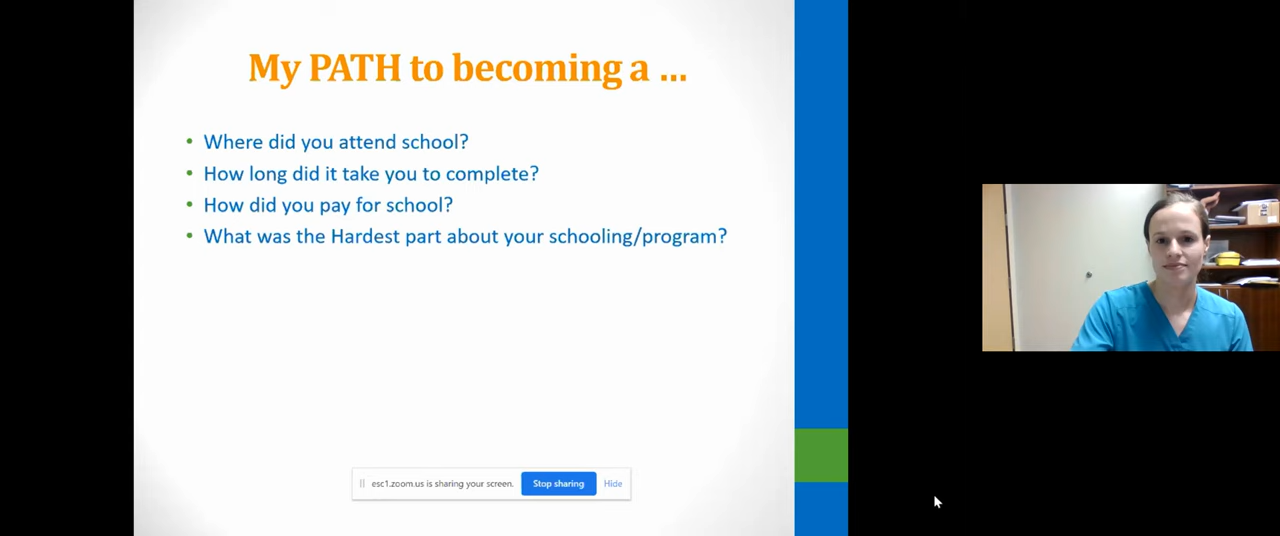 My PATH to becoming a ...
• Where did you attend school?
• How long did it take you to complete?
• How did you pay for school?
• What was the Hardest part about your schooling/program?
esc1.zoom.us is sharing your screen. Stop sharing Hide